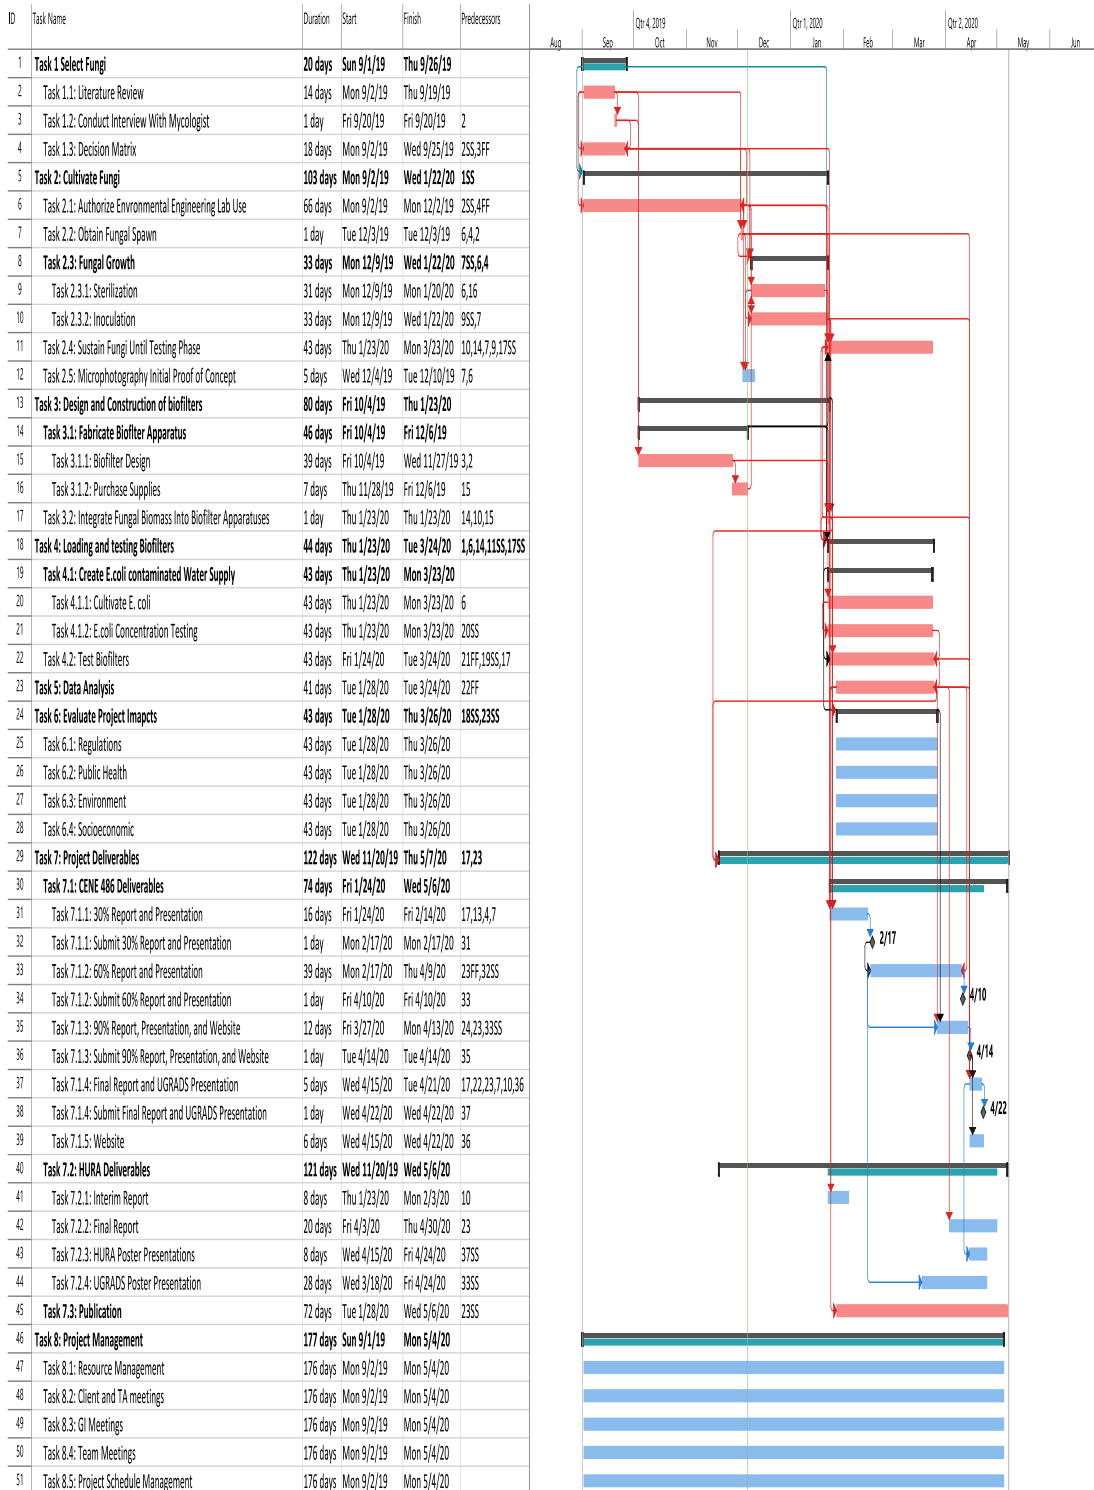 ID Task Name Duration Start Finish Predecessors
Qtr 4, 2019 Qtr 1, 2020 Qtr 2, 2020
Aug Sep Oct Nov Dec Jan Feb Mar Apr May Jun
1 Task 1 Select Fungi 20 days Sun 9/1/19 Thu 9/26/19
2 Task 1.1: Literature Review 14 days Mon 9/2/19 Thu 9/19/19
3 Task 1.2: Conduct Interview With Mycologist 1 day Fri 9/20/19 Fri 9/20/19 2
4 Task 1.3: Decision Matrix 18 days Mon 9/2/19 Wed 9/25/19 2SS,3FF
5 Task 2: Cultivate Fungi 103 days Mon 9/2/19 Wed 1/22/20 1SS
6 Task 2.1: Authorize Envronmental Engineering Lab Use 66 days Mon 9/2/19 Mon 12/2/19 2SS,4FF
7 Task 2.2: Obtain Fungal Spawn 1 day Tue 12/3/19 Tue 12/3/19 6,4,2
8 Task 2.3: Fungal Growth 33 days Mon 12/9/19 Wed 1/22/20 7SS,6,4
9 Task 2.3.1: Sterilization 31 days Mon 12/9/19 Mon 1/20/20 6,16
10 Task 2.3.2: Inoculation 33 days Mon 12/9/19 Wed 1/22/20 9SS,7
11 Task 2.4: Sustain Fungi Until Testing Phase 43 days Thu 1/23/20 Mon 3/23/20 10,14,7,9,17SS
12 Task 2.5: Microphotography Initial Proof of Concept 5 days Wed 12/4/19 Tue 12/10/19 7,6
13 Task 3: Design and Construction of biofilters 80 days Fri 10/4/19 Thu 1/23/20
14 Task 3.1: Fabricate Bioflter Apparatus 46 days Fri 10/4/19 Fri 12/6/19
15 Task 3.1.1: Biofilter Design 39 days Fri 10/4/19 Wed 11/27/19 3,2
16 Task 3.1.2: Purchase Supplies 7 days Thu 11/28/19 Fri 12/6/19 15
17 Task 3.2: Integrate Fungal Biomass Into Biofilter Apparatuses 1 day Thu 1/23/20 Thu 1/23/20 14,10,15
18 Task 4: Loading and testing Biofilters 44 days Thu 1/23/20 Tue 3/24/20 1,6,14,11SS,17SS
19 Task 4.1: Create E.coli contaminated Water Supply 43 days Thu 1/23/20 Mon 3/23/20
20 Task 4.1.1: Cultivate E. coli 43 days Thu 1/23/20 Mon 3/23/20 6
21 Task 4.1.2: E.coli Concentration Testing 43 days Thu 1/23/20 Mon 3/23/20 20SS
22 Task 4.2: Test Biofilters 43 days Fri 1/24/20 Tue 3/24/20 21FF,19SS,17
23 Task 5: Data Analysis 41 days Tue 1/28/20 Tue 3/24/20 22FF
24 Task 6: Evaluate Project Imapcts 43 days Tue 1/28/20 Thu 3/26/20 18SS,23SS
25 Task 6.1: Regulations 43 days Tue 1/28/20 Thu 3/26/20
26 Task 6.2: Public Health 43 days Tue 1/28/20 Thu 3/26/20
27 Task 6.3: Environment 43 days Tue 1/28/20 Thu 3/26/20
28 Task 6.4: Socioeconomic 43 days Tue 1/28/20 Thu 3/26/20
29 Task 7: Project Deliverables 122 days Wed 11/20/19 Thu 5/7/20 17,23
30 Task 7.1: CENE 486 Deliverables 74 days Fri 1/24/20 Wed 5/6/20
31 Task 7.1.1: 30% Report and Presentation 16 days Fri 1/24/20 Fri 2/14/20 17,13,4,7
32 Task 7.1.1: Submit 30% Report and Presentation 1 day Mon 2/17/20 Mon 2/17/20 31 2/17
33 Task 7.1.2: 60% Report and Presentation 39 days Mon 2/17/20 Thu 4/9/20 23FF,32SS
34 Task 7.1.2: Submit 60% Report and Presentation 1 day Fri 4/10/20 Fri 4/10/20 33 4/10
35 Task 7.1.3: 90% Report, Presentation, and Website 12 days Fri 3/27/20 Mon 4/13/20 24,23,33SS
36 Task 7.1.3: Submit 90% Report, Presentation, and Website 1 day Tue 4/14/20 Tue 4/14/20 35 4/14
37 Task 7.1.4: Final Report and UGRADS Presentation 5 days Wed 4/15/20 Tue 4/21/20 17,22,23,7,10,36
38 Task 7.1.4: Submit Final Report and UGRADS Presentation 1 day Wed 4/22/20 Wed 4/22/20 37 4/22
39 Task 7.1.5: Website 6 days Wed 4/15/20 Wed 4/22/20 36
40 Task 7.2: HURA Deliverables 121 days Wed 11/20/19 Wed 5/6/20
41 Task 7.2.1: Interim Report 8 days Thu 1/23/20 Mon 2/3/20 10
42 Task 7.2.2: Final Report 20 days Fri 4/3/20 Thu 4/30/20 23
43 Task 7.2.3: HURA Poster Presentations 8 days Wed 4/15/20 Fri 4/24/20 37SS
44 Task 7.2.4: UGRADS Poster Presentation 28 days Wed 3/18/20 Fri 4/24/20 33SS
45 Task 7.3: Publication 72 days Tue 1/28/20 Wed 5/6/20 23SS
46 Task 8: Project Management 177 days Sun 9/1/19 Mon 5/4/20
47 Task 8.1: Resource Management 176 days Mon 9/2/19 Mon 5/4/20
48 Task 8.2: Client and TA meetings 176 days Mon 9/2/19 Mon 5/4/20
49 Task 8.3: GI Meetings 176 days Mon 9/2/19 Mon 5/4/20
50 Task 8.4: Team Meetings 176 days Mon 9/2/19 Mon 5/4/20
51 Task 8.5: Project Schedule Management 176 days Mon 9/2/19 Mon 5/4/20